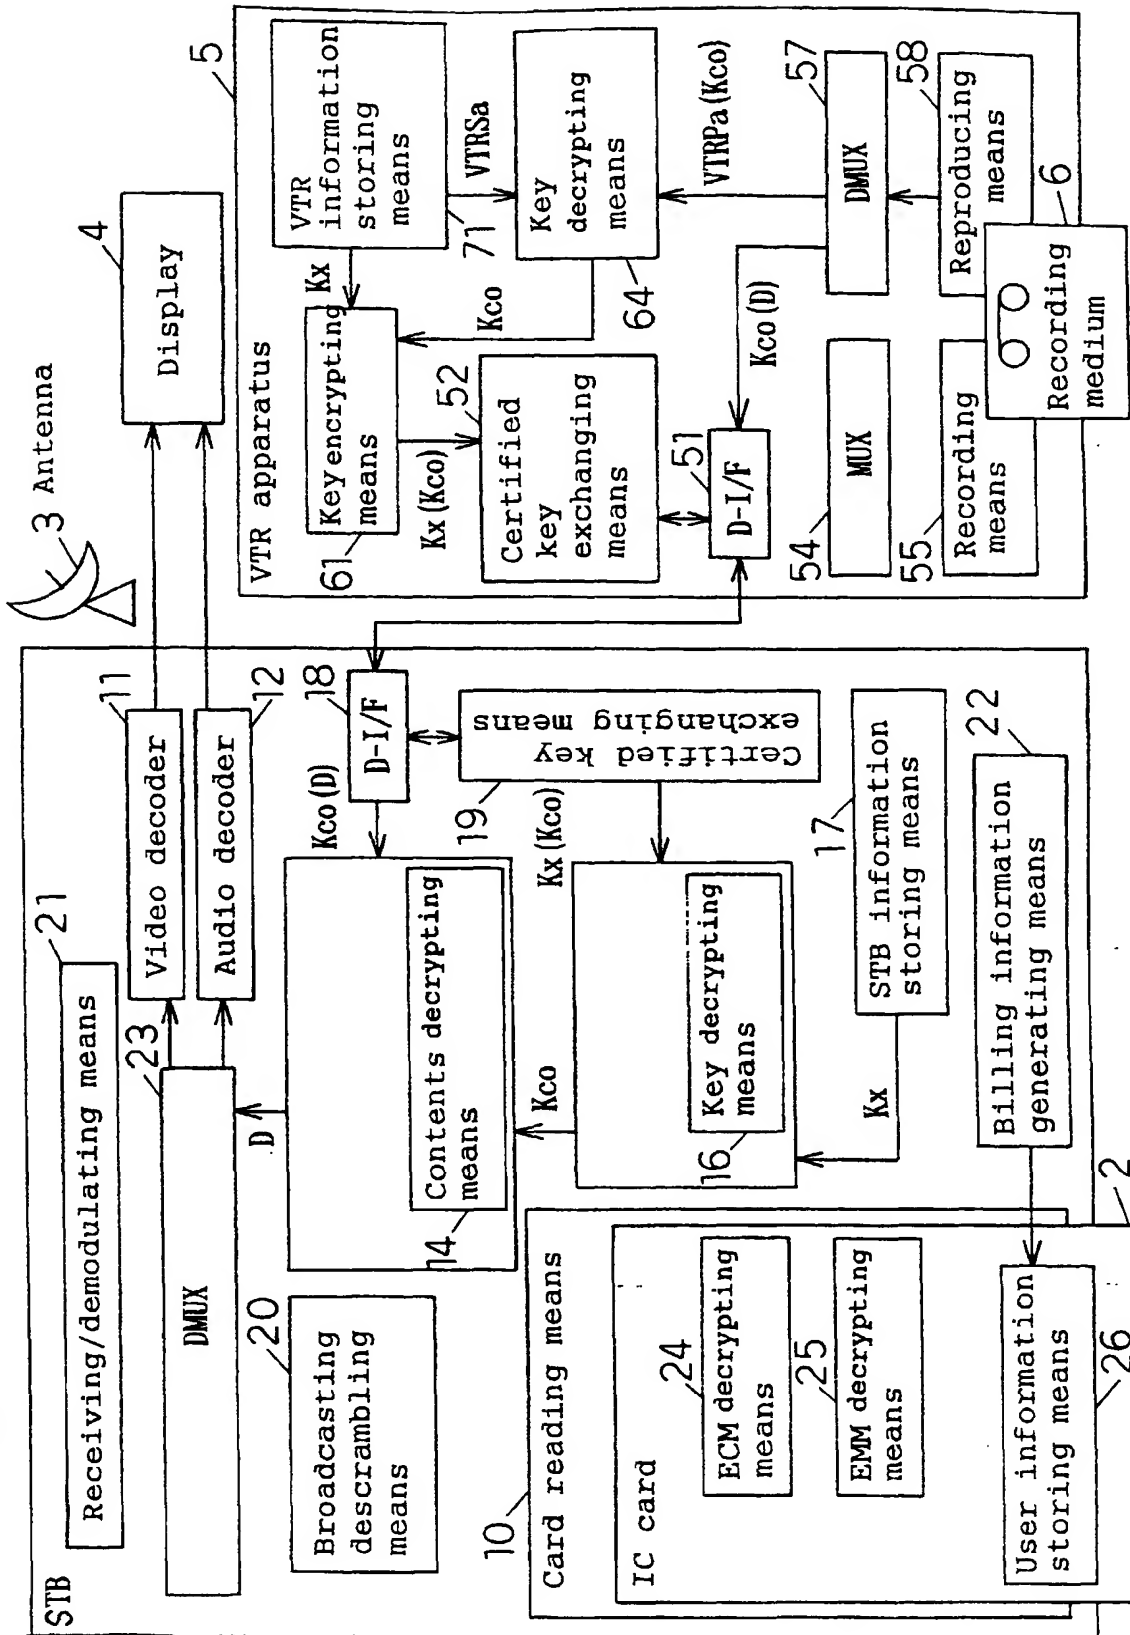 STB
Receiving/demodulating means
21
DMUX
23
Video decoder
11
Audio decoder
12
3 Antenna
Display
4
D
Broadcasting
descrambling
means
20
Contents decrypting
means
14
Kco(D)
D-I/F
18
Certified key
exchanging means
19
Kx(Kco)
Kco
Key decrypting
means
16
Kx
STB information
storing means
17
Billing information
generating means
22
10
Card reading means
IC card
2
ECM decrypting
means
24
EMM decrypting
means
25
User information
storing means
26
VTR apparatus
5
VTR
information
storing
means
71
VTRSa
Kx
Key encrypting
means
61
Kco
Key
decrypting
means
64
Kx(Kco)
Certified
key
exchanging
means
52
VTRPa(Kco)
Kco(D)
D-I/F
51
MUX
54
DMUX
57
Recording
means
55
Reproducing
means
58
Recording
medium
6